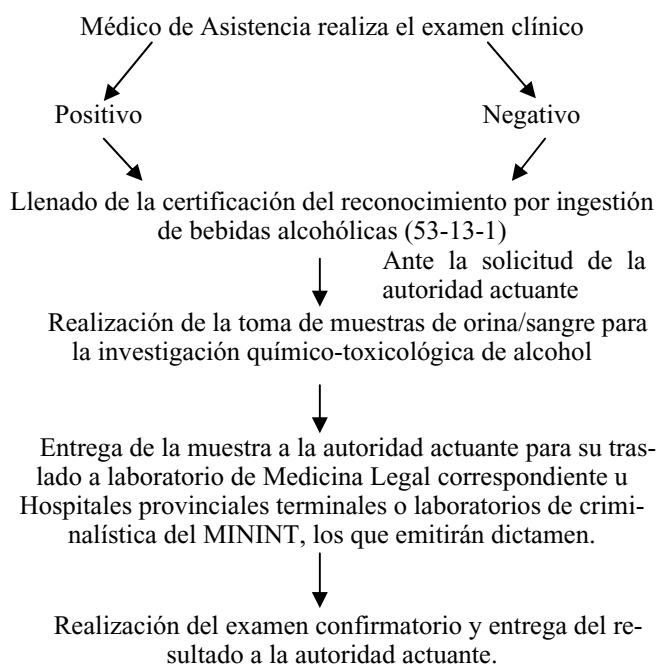 Médico de Asistencia realiza el examen clínico
Positivo
Negativo
Llenado de la certificación del reconocimiento por ingestión
de bebidas alcohólicas (53-13-1)
Ante la solicitud de la
autoridad actuante
Realización de la toma de muestras de orina/sangre para
la investigación químico-toxicológica de alcohol
Entrega de la muestra a la autoridad actuante para su tras-
lado a laboratorio de Medicina Legal correspondiente u
Hospitales provinciales terminales o laboratorios de crimi-
nalística del MININT, los que emitirán dictamen.
Realización del examen confirmatorio y entrega del re-
sultado a la autoridad actuante.